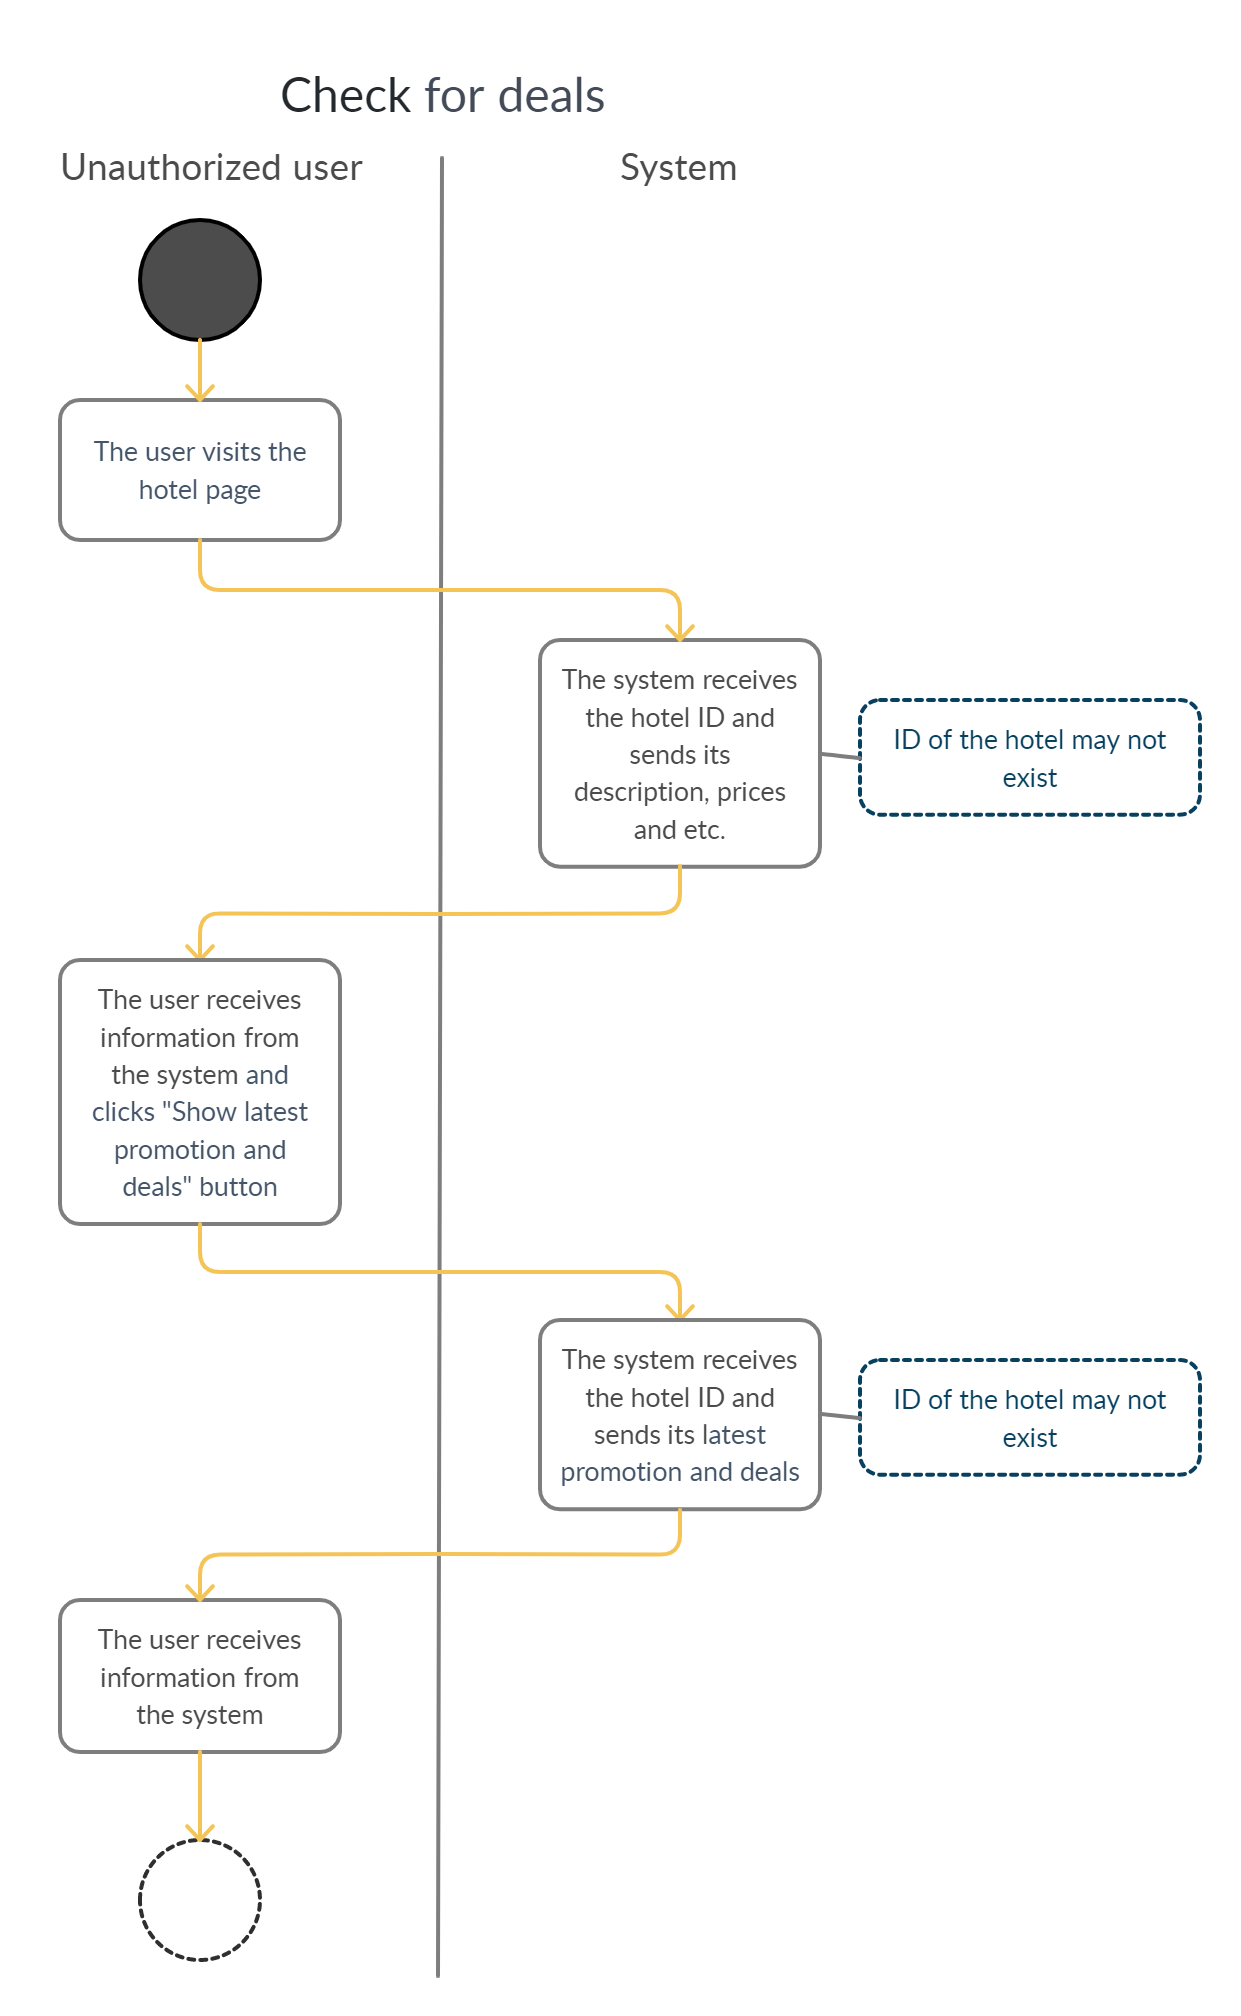 Check for deals
Unauthorized user
System
The user visits the
hotel page
The system receives
the hotel ID and
sends its
description, prices
and etc.
ID of the hotel may not
exist
The user receives
information from
the system and
clicks "Show latest
promotion and
deals" button
The system receives
the hotel ID and
sends its latest
promotion and deals
ID of the hotel may not
exist
The user receives
information from
the system